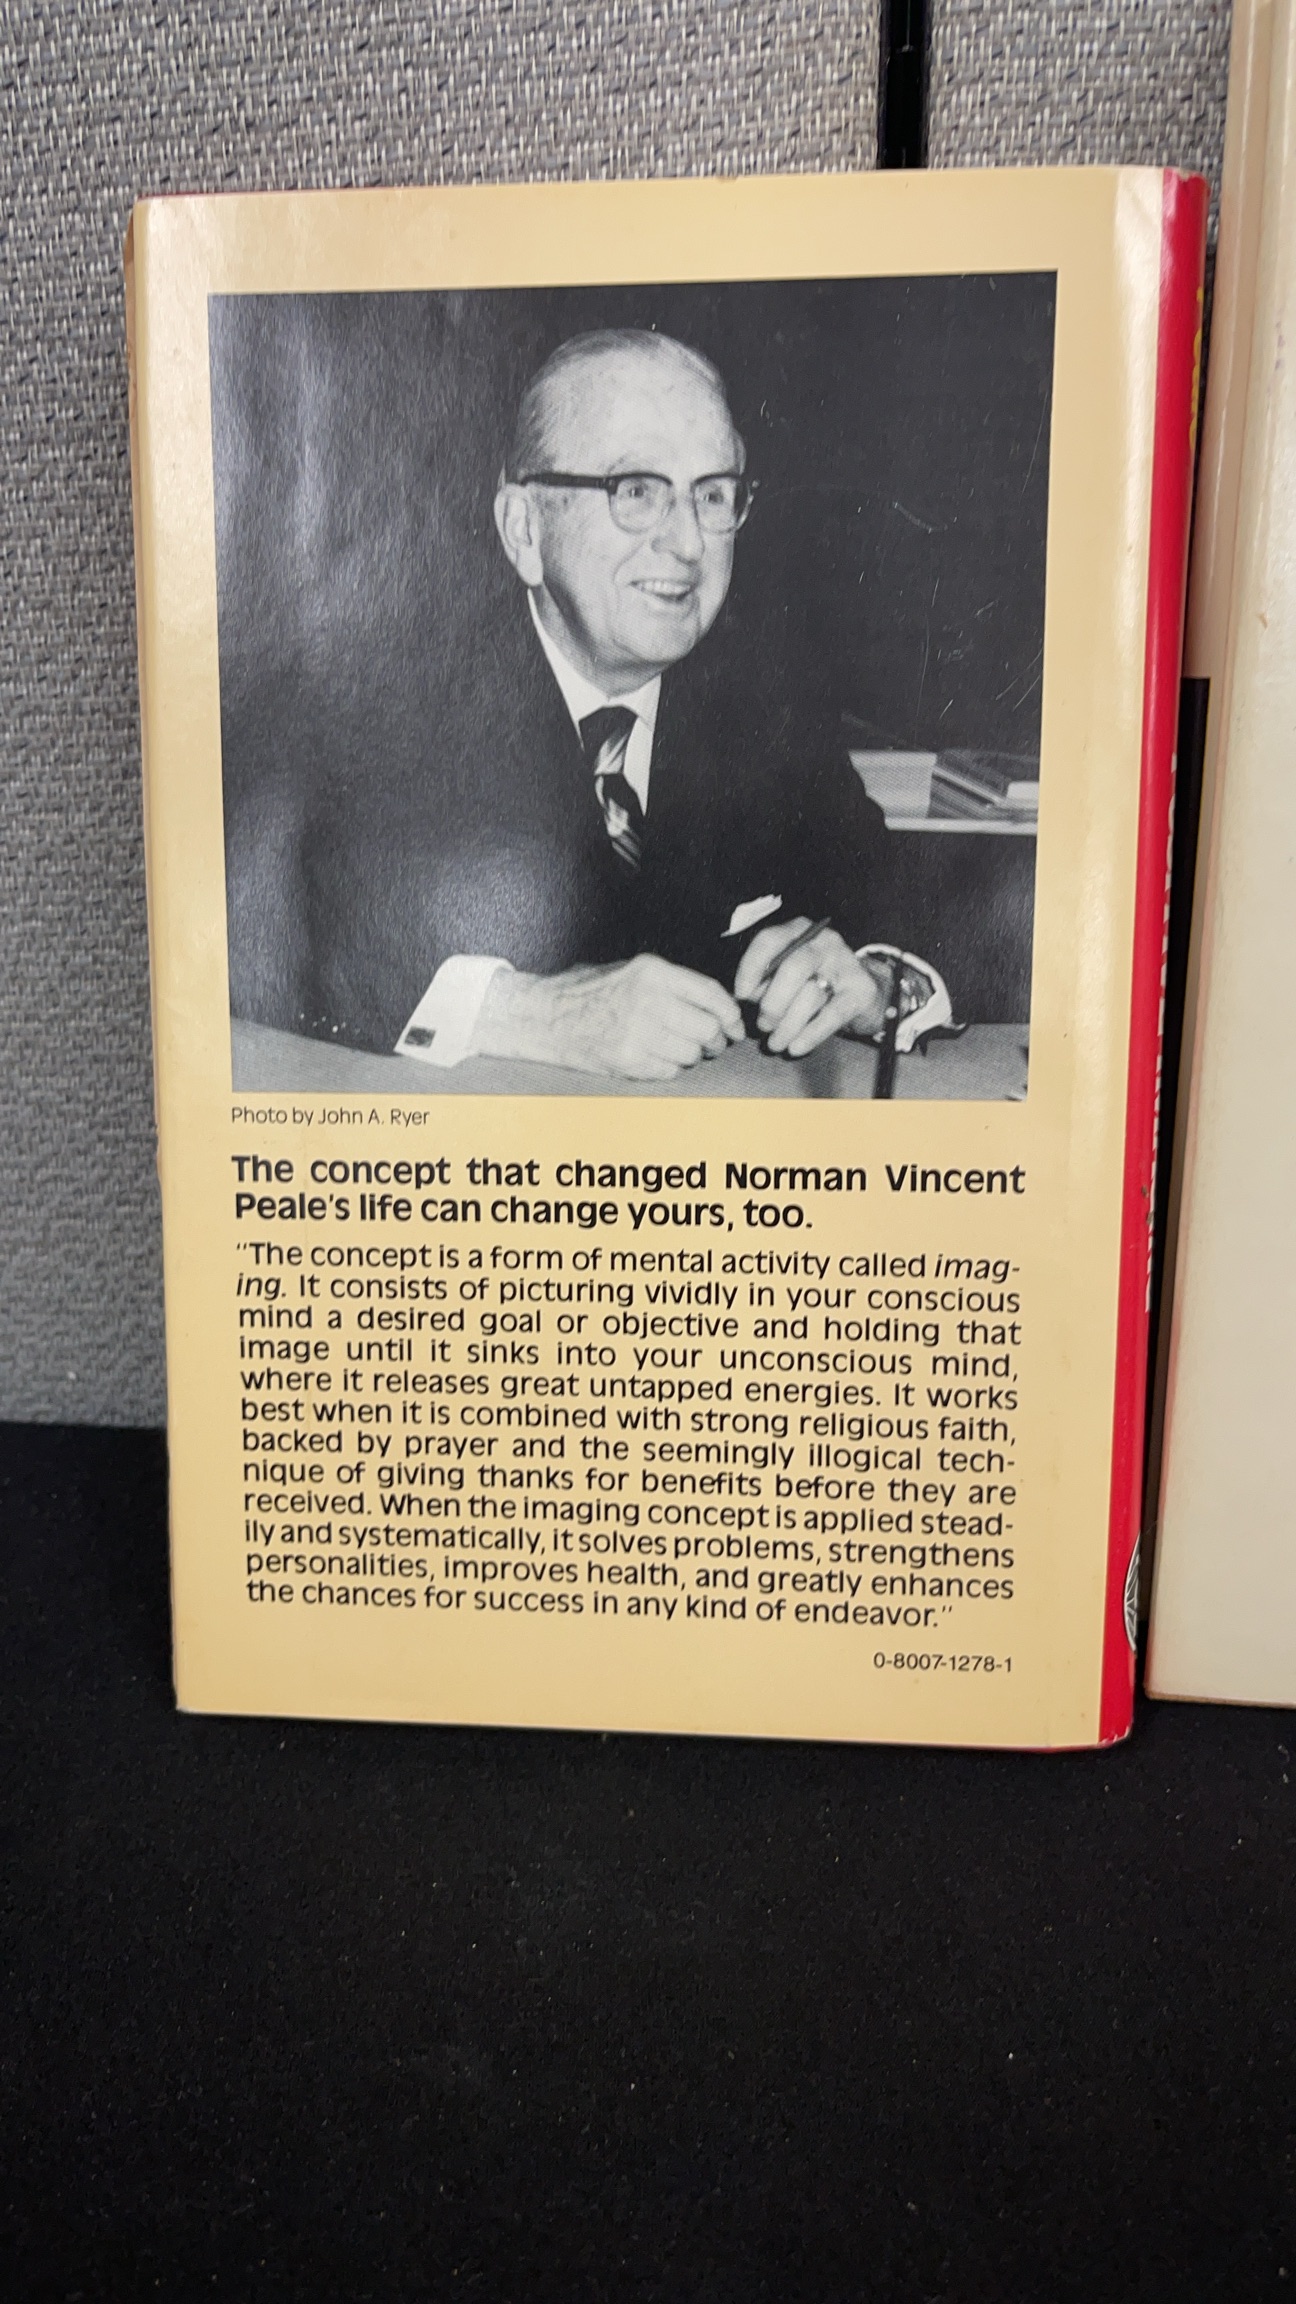 Photo by John A. Ryer
The concept that changed Norman Vincent
Peale's life can change yours, too.
"The concept is a form of mental activity called imag-
ing. It consists of picturing vividly in your conscious
mind a desired goal or objective and holding that
image until it sinks into your unconscious mind,
where it releases great untapped energies. It works
best when it is combined with strong religious faith,
backed by prayer and the seemingly illogical tech-
nique of giving thanks for benefits before they are
received. When the imaging concept is applied stead-
ily and systematically, it solves problems, strengthens
personalities, improves health, and greatly enhances
the chances for success in any kind of endeavor."
0-8007-1278-1